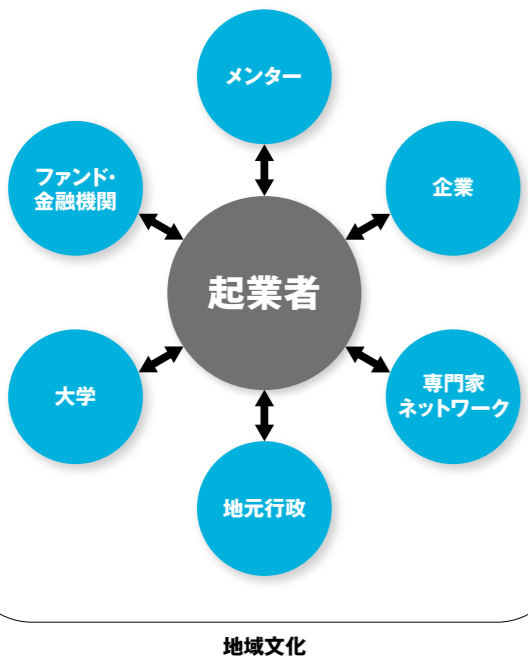 メンター
ファンド・
金融機関
企業
起業者
大学
専門家
ネットワーク
地元行政
地域文化